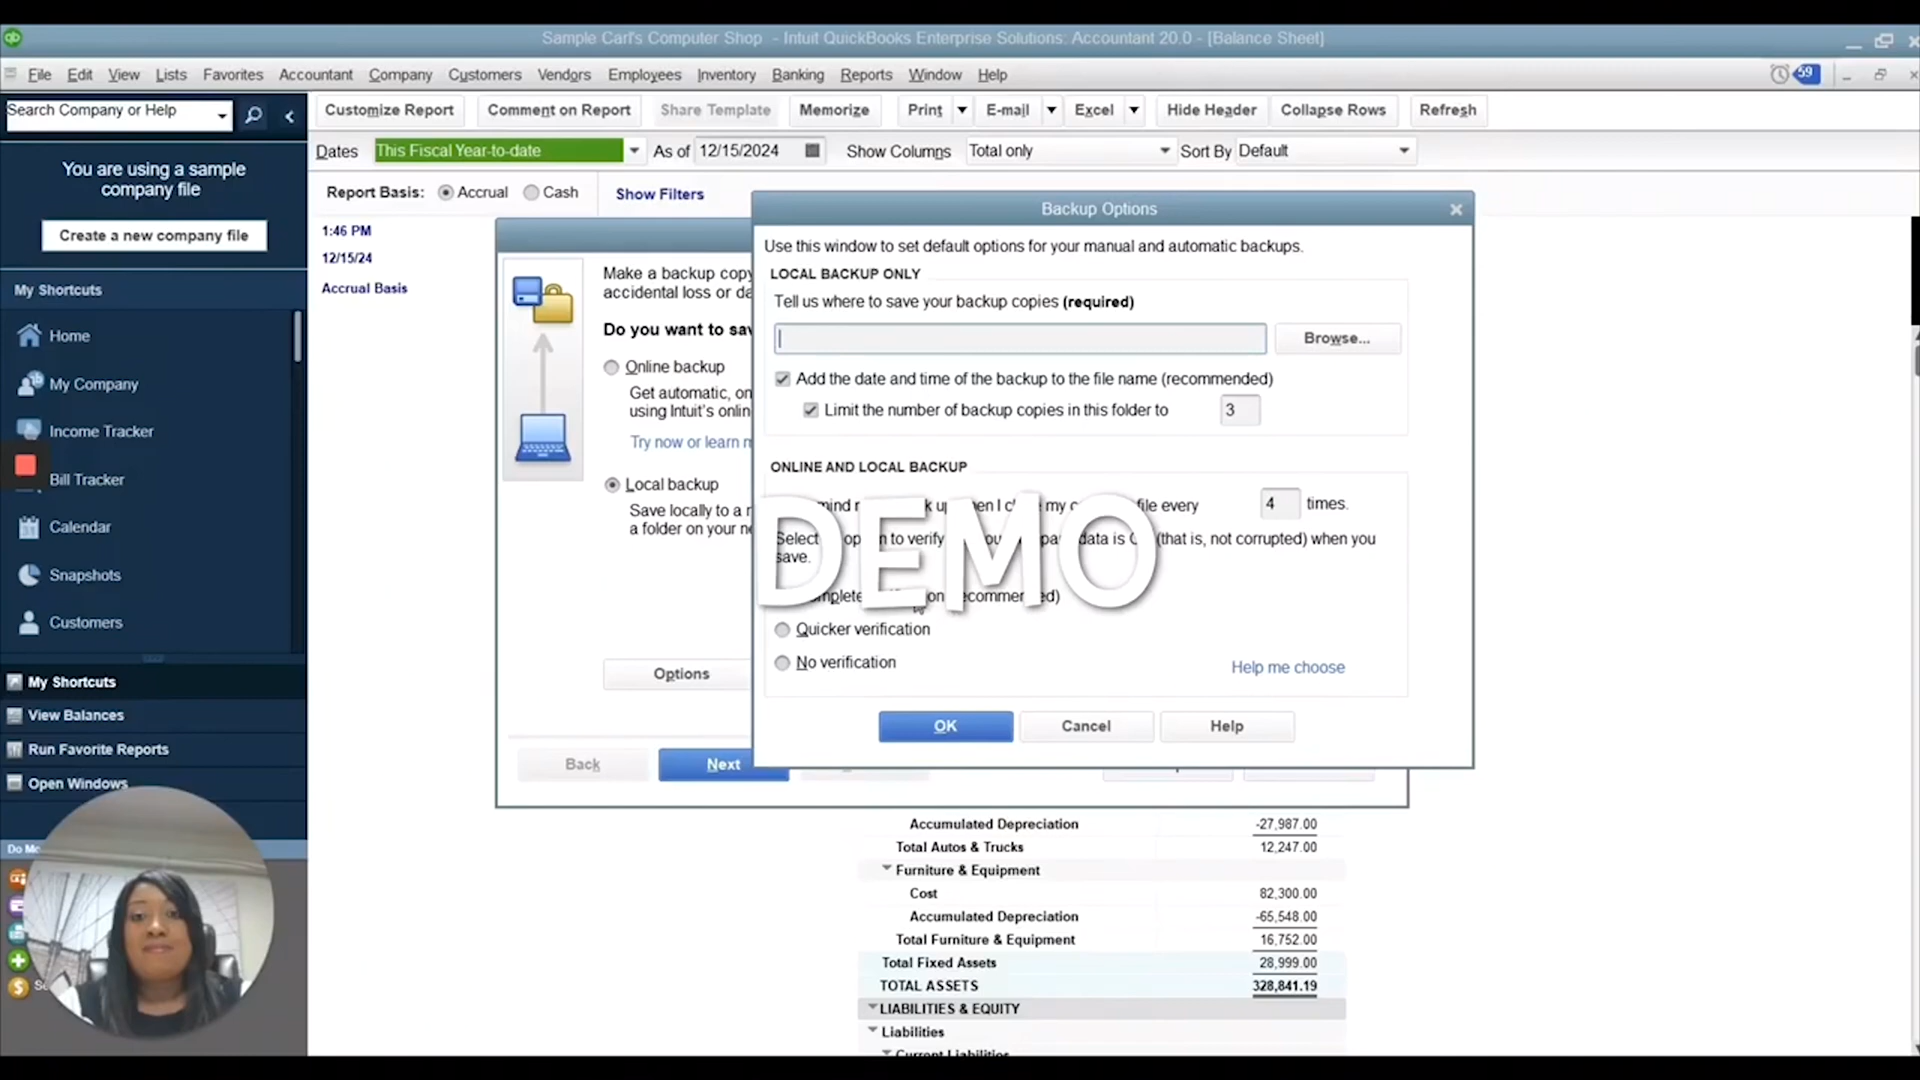 Sample Carl's Computer Shop - Intuit QuickBooks Enterprise Solutions: Accountant 20.0 - [Balance Sheet]
File Edit View Lists Favorites Accountant Company Customers Vendors Employees Inventory Banking Reports Window Help
59
Search Company or Help
Customize Report Comment on Report Share Template Memorize Print E-mail Excel Hide Header Collapse Rows Refresh
Dates This Fiscal Year-to-date As of 12/15/2024 Show Columns Total only Sort By Default
You are using a sample
company file
Create a new company file
Report Basis: Accrual Cash Show Filters
1:46 PM
12/15/24
Accrual Basis
My Shortcuts
Home
My Company
Income Tracker
Bill Tracker
Calendar
Snapshots
Customers
My Shortcuts
View Balances
Run Favorite Reports
Open Windows
Make a backup copy
accidental loss or
Do you want to
Online backup
Get automatic,
using Intuit's
Try now or learn
Local backup
Save locally to a
a folder on your
Options
Back Next
Backup Options
Use this window to set default options for your manual and automatic backups.
LOCAL BACKUP ONLY
Tell us where to save your backup copies (required)
Browse...
Add the date and time of the backup to the file name (recommended)
Limit the number of backup copies in this folder to 3
ONLINE AND LOCAL BACKUP
I file every 4 times.
Select to verify data is (that is, not corrupted) when you
save.
DEMO
Quicker verification
No verification
Help me choose
OK Cancel Help
Accumulated Depreciation -27,987.00
Total Autos & Trucks 12,247.00
Furniture & Equipment
Cost 82,300.00
Accumulated Depreciation -65,548.00
Total Furniture & Equipment 16,752.00
Total Fixed Assets 28,999.00
TOTAL ASSETS 328,841.19
LIABILITIES & EQUITY
Liabilities
Current Liabilities